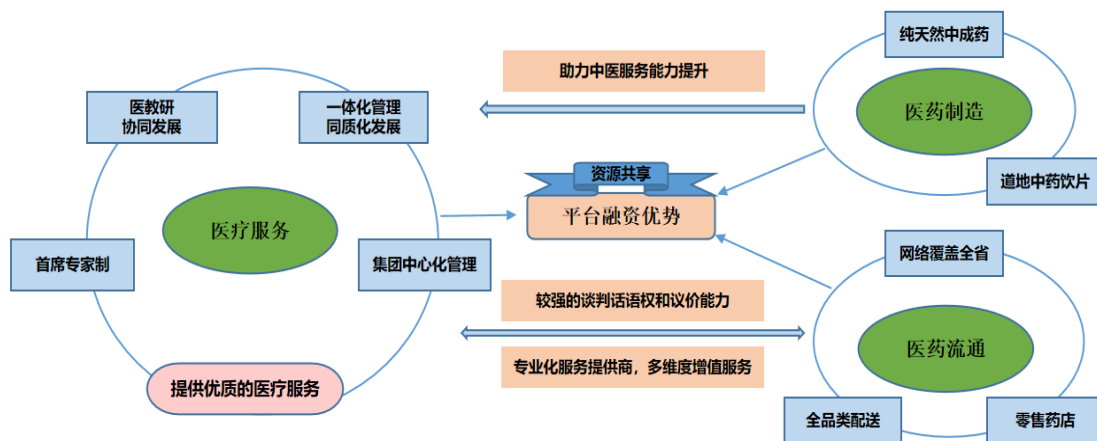 纯天然中成药
助力中医服务能力提升
医教研
协同发展
一体化管理
同质化发展
医药制造
资源共享
道地中药饮片
平台融资优势
医疗服务
首席专家制
集团中心化管理
网络覆盖全省
较强的谈判话语权和议价能力
医药流通
专业化服务提供商，多维度增值服务
提供优质的医疗服务
全品类配送
零售药店